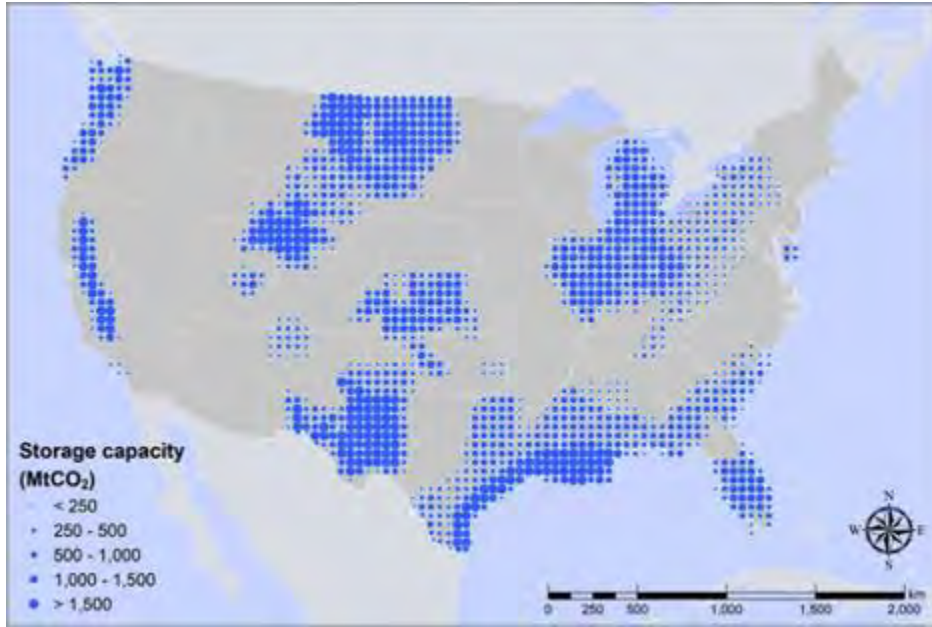 Storage capacity
(MtCO₂)
< 250
250 - 500
500 - 1,000
1,000 - 1,500
> 1,500
N
W E
S
km
0 250 500 1,000 1,500 2,000